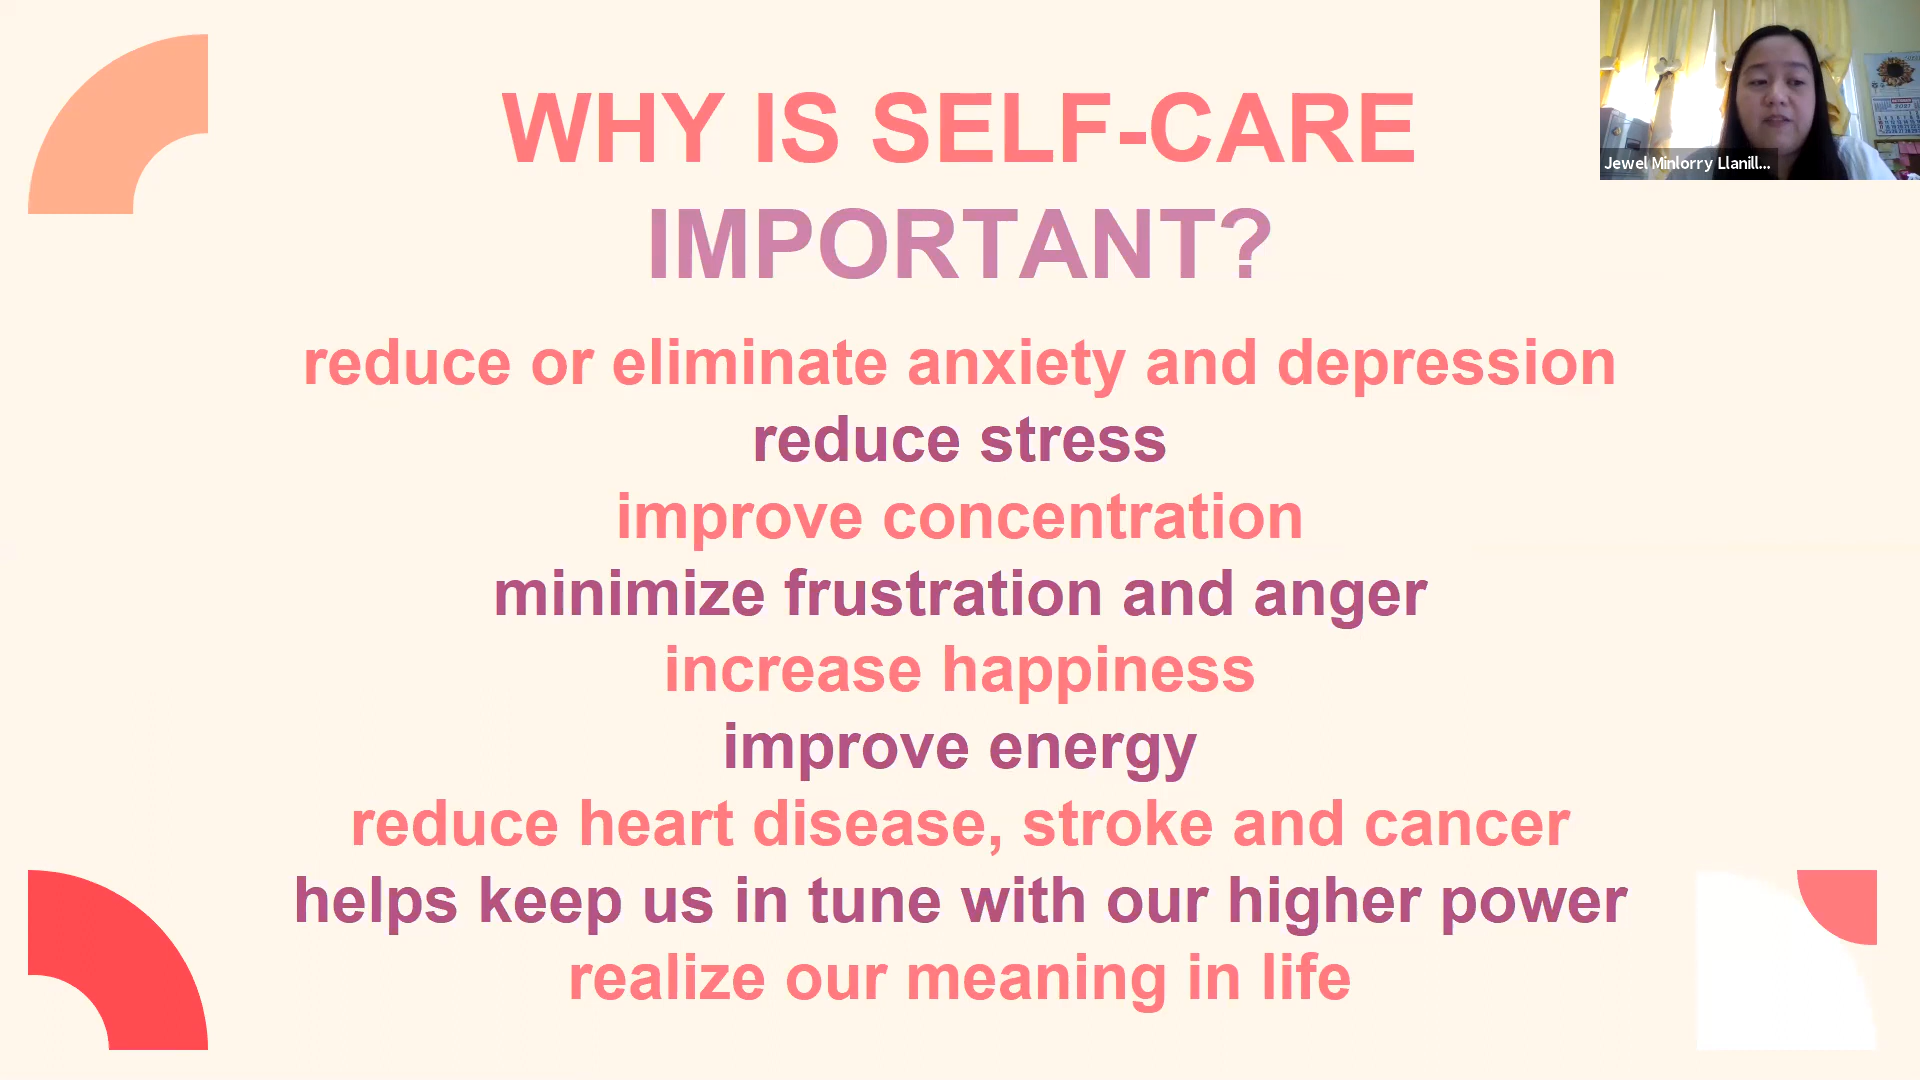 WHY IS SELF-CARE
IMPORTANT?
reduce or eliminate anxiety and depression
reduce stress
improve concentration
minimize frustration and anger
increase happiness
improve energy
reduce heart disease, stroke and cancer
helps keep us in tune with our higher power
realize our meaning in life
Jewel Minlorry Llanill...